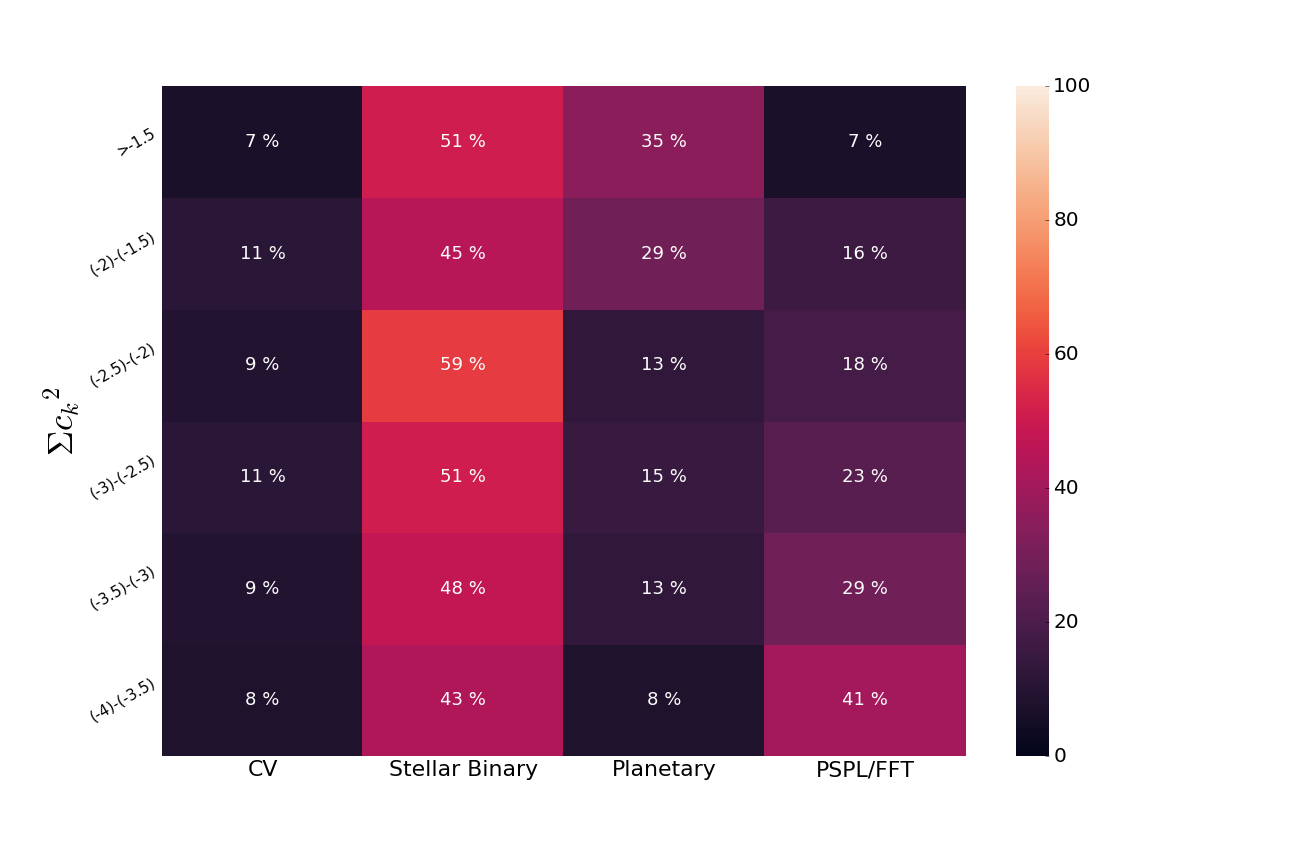 >-1.5 7 % 51 % 35 % 7 %
(-2)-(-1.5) 11 % 45 % 29 % 16 %
(-2.5)-(-2) 9 % 59 % 13 % 18 %
(-3)-(-2.5) 11 % 51 % 15 % 23 %
(-3.5)-(-3) 9 % 48 % 13 % 29 %
(-4)-(-3.5) 8 % 43 % 8 % 41 %
CV Stellar Binary Planetary PSPL/FFT
Σc_k²
100
80
60
40
20
0